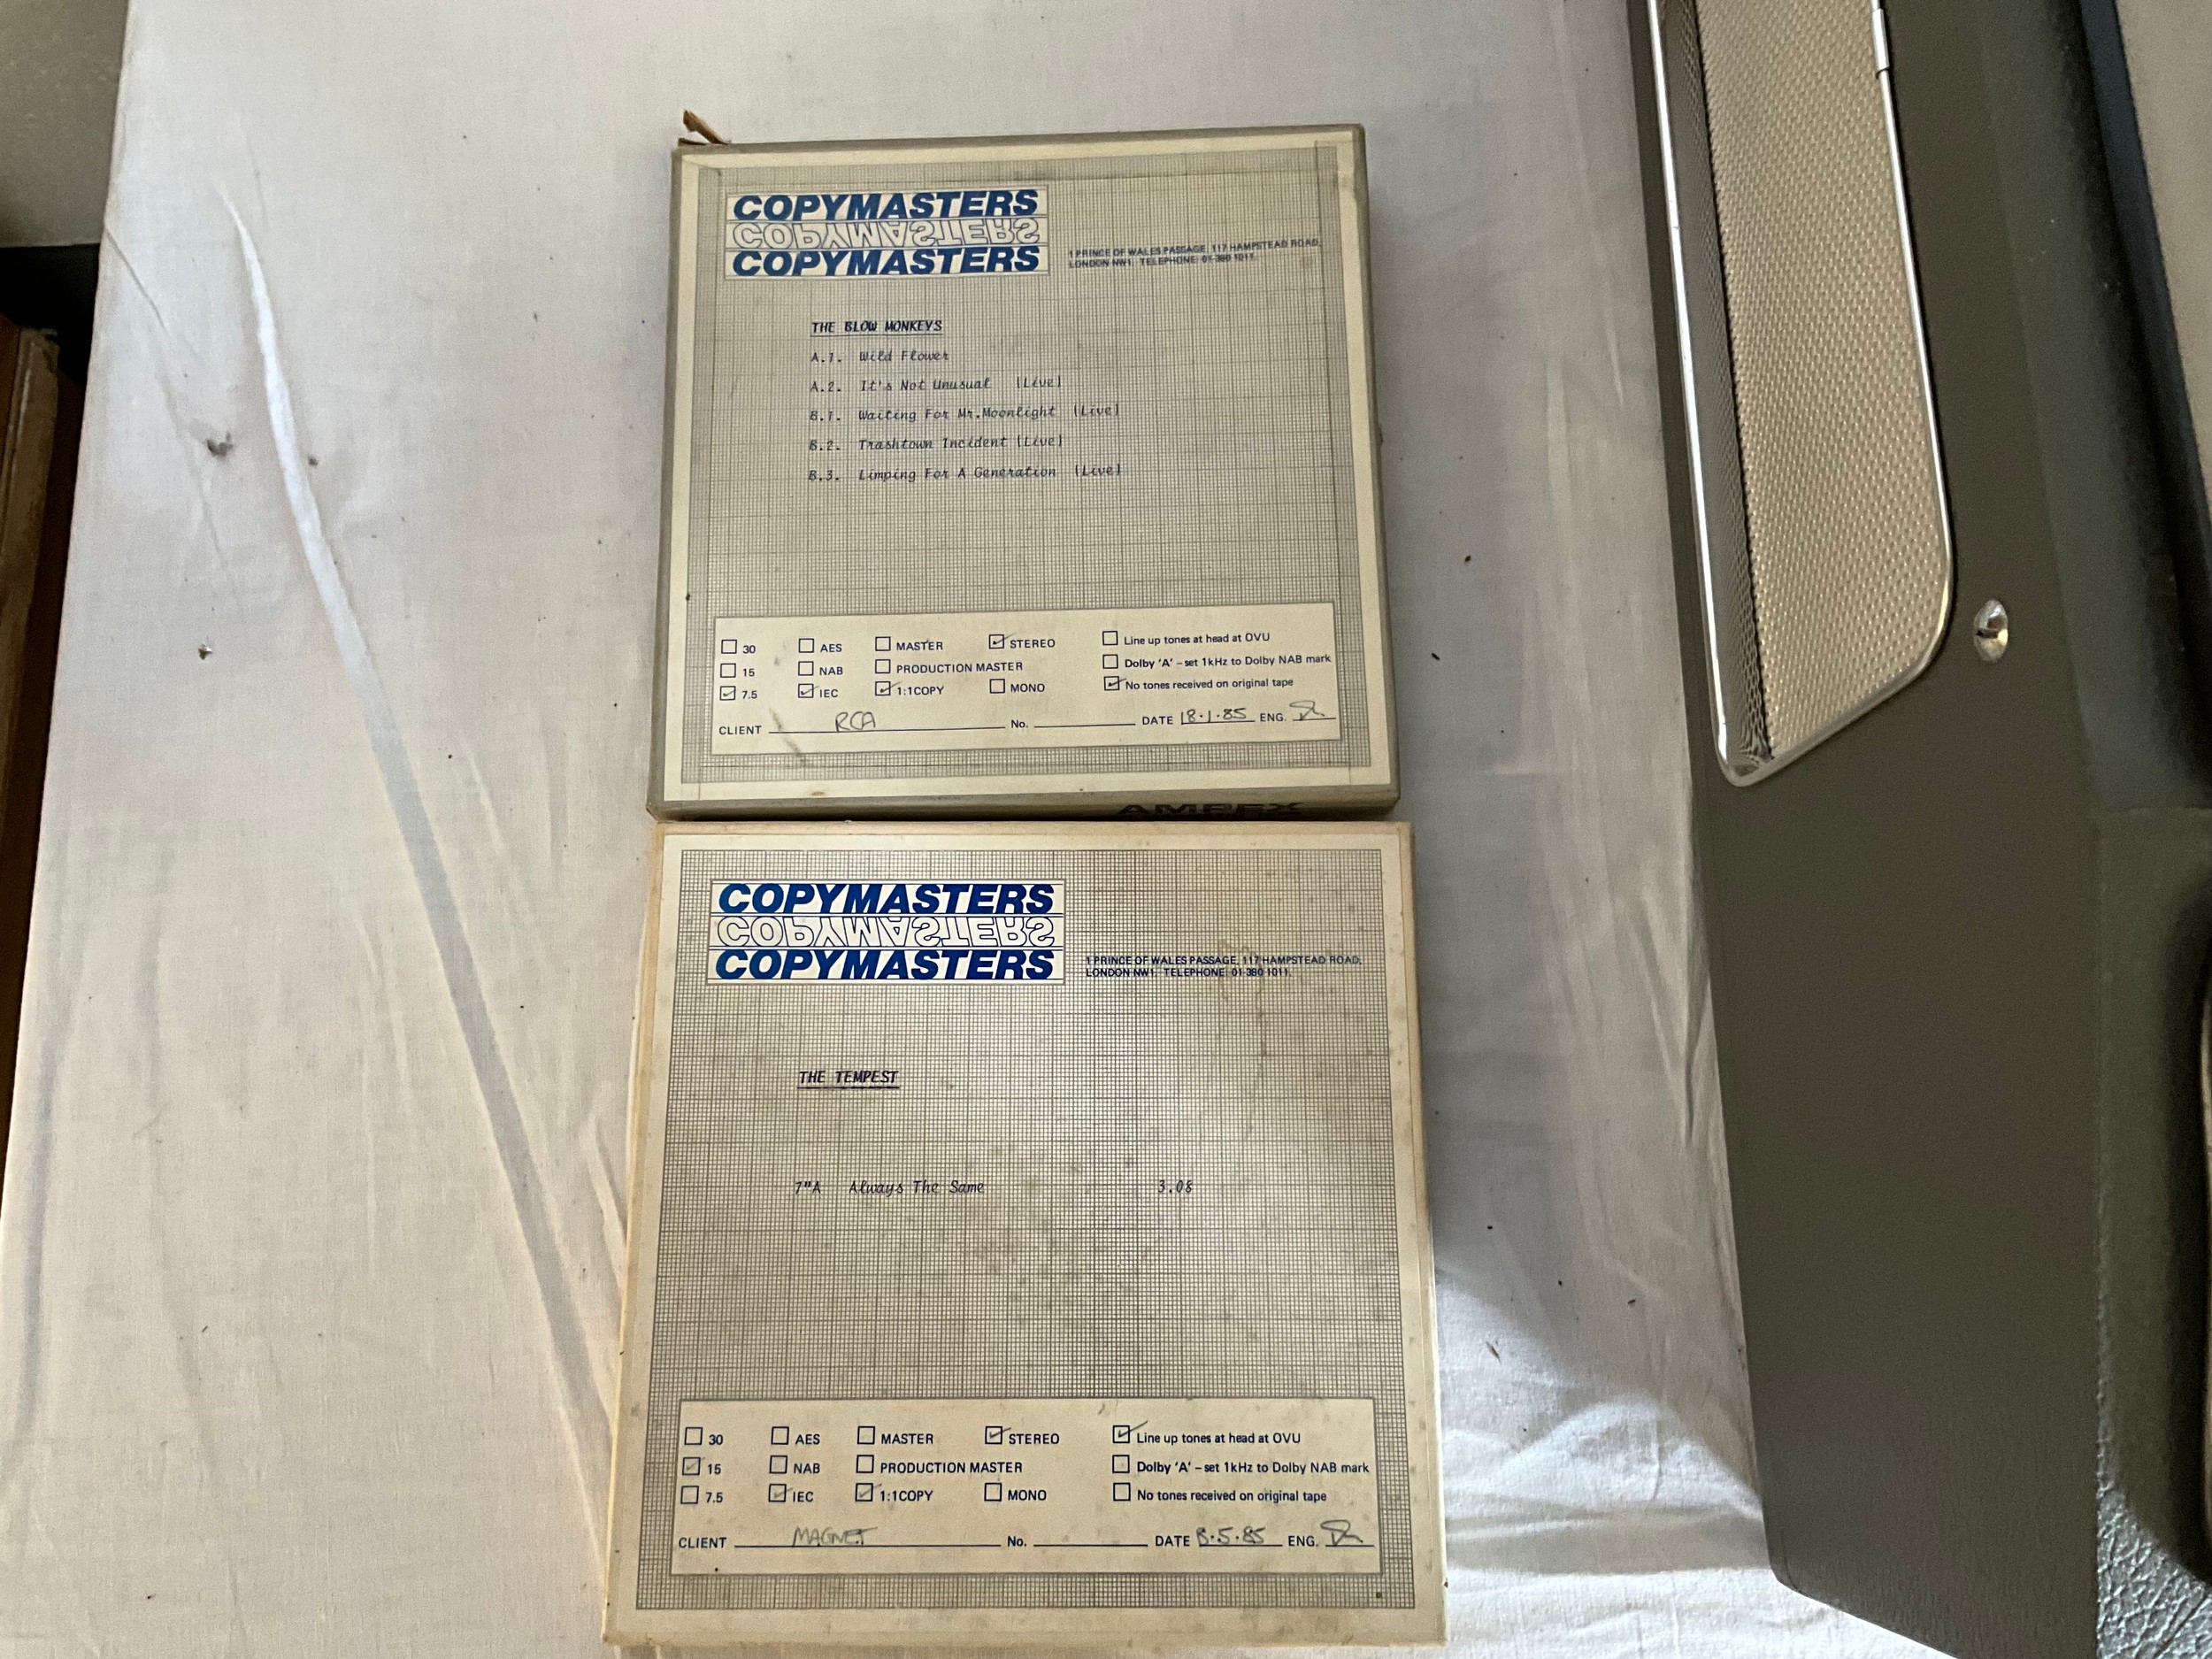 COPYMASTERS
COPYMASTERS
COPYMASTERS
1 PRINCE OF WALES PASSAGE, 117 HAMPSTEAD ROAD,
LONDON NW1. TELEPHONE: 01-380 1011.
THE BLOW MONKEYS
A.1. Wild Flower
A.2. It's Not Unusual (Live)
B.1. Waiting For Mr.Moonlight (Live)
B.2. Trashtown Incident (Live)
B.3. Limping For A Generation (Live)
30 AES MASTER STEREO Line up tones at head at OVU
15 NAB PRODUCTION MASTER Dolby 'A' – set 1kHz to Dolby NAB mark
7.5 IEC 1:1COPY MONO No tones received on original tape
CLIENT RCA No. DATE 18·1·85 ENG.
AMPEX
COPYMASTERS
COPYMASTERS
COPYMASTERS
1 PRINCE OF WALES PASSAGE, 117 HAMPSTEAD ROAD,
LONDON NW1. TELEPHONE: 01-380 1011.
THE TEMPEST
7"A Always The Same 3.08
30 AES MASTER STEREO Line up tones at head at OVU
15 NAB PRODUCTION MASTER Dolby 'A' – set 1kHz to Dolby NAB mark
7.5 IEC 1:1COPY MONO No tones received on original tape
CLIENT MAGNET No. DATE 8·5·85 ENG.